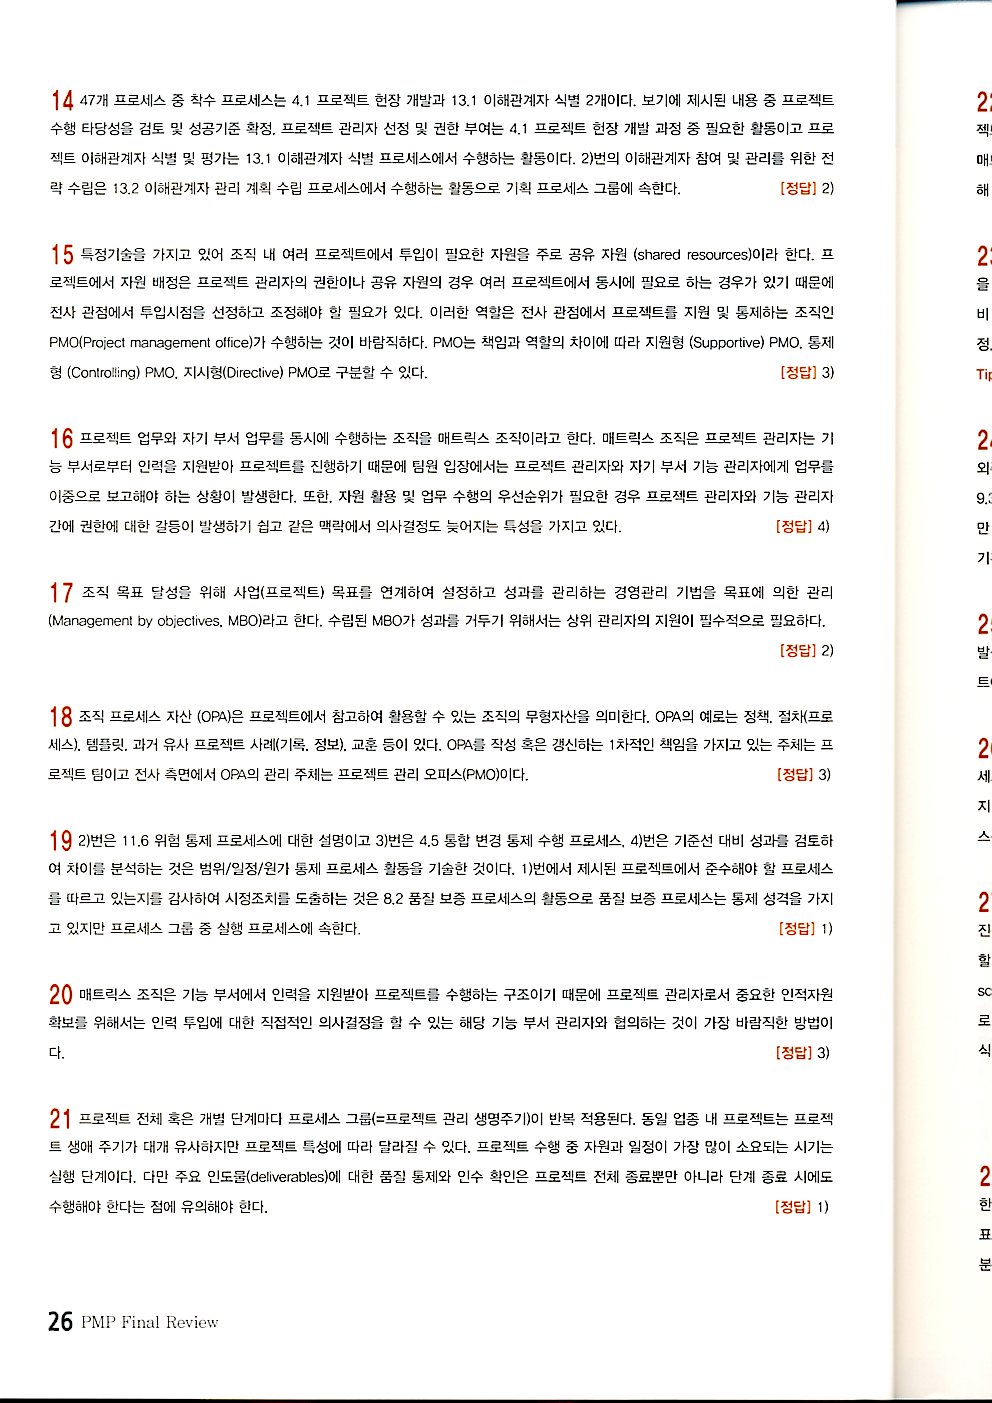 14 47개 프로세스 중 착수 프로세스는 4.1 프로젝트 헌장 개발과 13.1 이해관계자 식별 2개이다. 보기에 제시된 내용 중 프로젝트
수행 타당성을 검토 및 성공기준 확정, 프로젝트 관리자 선정 및 권한 부여는 4.1 프로젝트 헌장 개발 과정 중 필요한 활동이고 프로
젝트 이해관계자 식별 및 평가는 13.1 이해관계자 식별 프로세스에서 수행하는 활동이다. 2)번의 이해관계자 참여 및 관리를 위한 전
략 수립은 13.2 이해관계자 관리 계획 수립 프로세스에서 수행하는 활동으로 기획 프로세스 그룹에 속한다. [정답] 2)
15 특정기술을 가지고 있어 조직 내 여러 프로젝트에서 투입이 필요한 자원을 주로 공유 자원 (shared resources)이라 한다. 프
로젝트에서 자원 배정은 프로젝트 관리자의 권한이나 공유 자원의 경우 여러 프로젝트에서 동시에 필요로 하는 경우가 있기 때문에
전사 관점에서 투입시점을 선정하고 조정해야 할 필요가 있다. 이러한 역할은 전사 관점에서 프로젝트를 지원 및 통제하는 조직인
PMO(Project management office)가 수행하는 것이 바람직하다. PMO는 책임과 역할의 차이에 따라 지원형 (Supportive) PMO, 통제
형 (Controlling) PMO, 지시형(Directive) PMO로 구분할 수 있다. [정답] 3)
16 프로젝트 업무와 자기 부서 업무를 동시에 수행하는 조직을 매트릭스 조직이라고 한다. 매트릭스 조직은 프로젝트 관리자는 기
능 부서로부터 인력을 지원받아 프로젝트를 진행하기 때문에 팀원 입장에서는 프로젝트 관리자와 자기 부서 기능 관리자에게 업무를
이중으로 보고해야 하는 상황이 발생한다. 또한, 자원 활용 및 업무 수행의 우선순위가 필요한 경우 프로젝트 관리자와 기능 관리자
간에 권한에 대한 갈등이 발생하기 쉽고 같은 맥락에서 의사결정도 늦어지는 특성을 가지고 있다. [정답] 4)
17 조직 목표 달성을 위해 사업(프로젝트) 목표를 연계하여 설정하고 성과를 관리하는 경영관리 기법을 목표에 의한 관리
(Management by objectives, MBO)라고 한다. 수립된 MBO가 성과를 거두기 위해서는 상위 관리자의 지원이 필수적으로 필요하다.
[정답] 2)
18 조직 프로세스 자산 (OPA)은 프로젝트에서 참고하여 활용할 수 있는 조직의 무형자산을 의미한다. OPA의 예로는 정책, 절차(프로
세스), 템플릿, 과거 유사 프로젝트 사례(기록, 정보), 교훈 등이 있다. OPA를 작성 혹은 갱신하는 1차적인 책임을 가지고 있는 주체는 프
로젝트 팀이고 전사 측면에서 OPA의 관리 주체는 프로젝트 관리 오피스(PMO)이다. [정답] 3)
19 2)번은 11.6 위험 통제 프로세스에 대한 설명이고 3)번은 4.5 통합 변경 통제 수행 프로세스, 4)번은 기준선 대비 성과를 검토하
여 차이를 분석하는 것은 범위/일정/원가 통제 프로세스 활동을 기술한 것이다. 1)번에서 제시된 프로젝트에서 준수해야 할 프로세스
를 따르고 있는지를 감사하여 시정조치를 도출하는 것은 8.2 품질 보증 프로세스의 활동으로 품질 보증 프로세스는 통제 성격을 가지
고 있지만 프로세스 그룹 중 실행 프로세스에 속한다. [정답] 1)
20 매트릭스 조직은 기능 부서에서 인력을 지원받아 프로젝트를 수행하는 구조이기 때문에 프로젝트 관리자로서 중요한 인적자원
확보를 위해서는 인력 투입에 대한 직접적인 의사결정을 할 수 있는 해당 기능 부서 관리자와 협의하는 것이 가장 바람직한 방법이
다. [정답] 3)
21 프로젝트 전체 혹은 개별 단계마다 프로세스 그룹(=프로젝트 관리 생명주기)이 반복 적용된다. 동일 업종 내 프로젝트는 프로젝
트 생애 주기가 대개 유사하지만 프로젝트 특성에 따라 달라질 수 있다. 프로젝트 수행 중 자원과 일정이 가장 많이 소요되는 시기는
실행 단계이다. 다만 주요 인도물(deliverables)에 대한 품질 통제와 인수 확인은 프로젝트 전체 종료뿐만 아니라 단계 종료 시에도
수행해야 한다는 점에 유의해야 한다. [정답] 1)
26 PMP Final Review